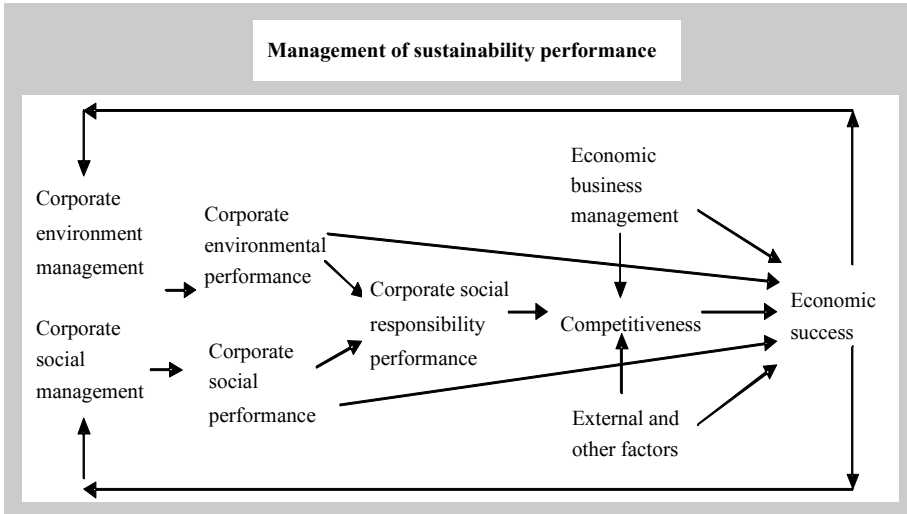 Management of sustainability performance
Economic
business
management
Corporate
environment
management
Corporate
environmental
performance
Corporate social
responsibility
performance
Competitiveness
Economic
success
Corporate
social
management
Corporate
social
performance
External and
other factors